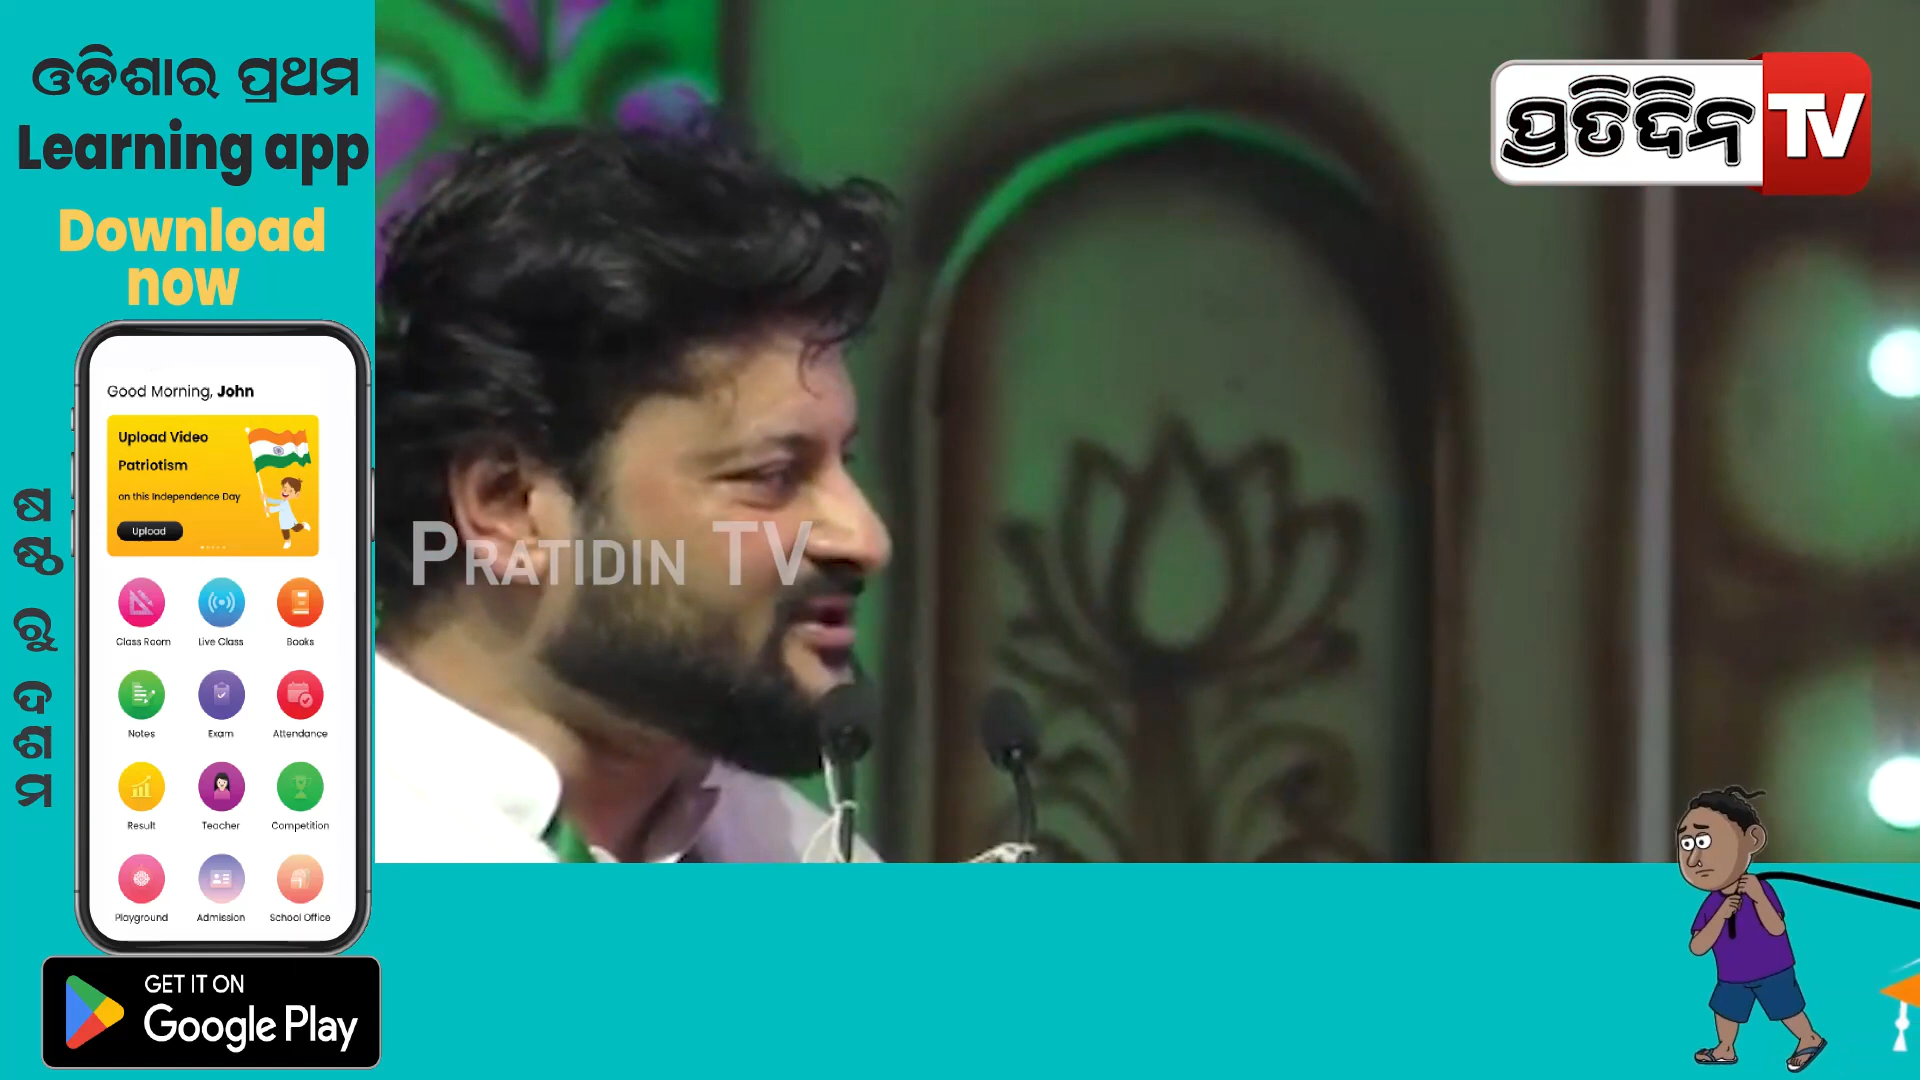 ଓଡିଶାର ପ୍ରଥମ
Learning app
Download
now
Good Morning, John
Upload Video
Patriotism
on this Independence Day
Upload
Class Room
Live Class
Books
Notes
Exam
Attendance
Result
Teacher
Competition
Playground
Admission
School Office
ଷଷ୍ଠ ରୁ ଦଶମ
GET IT ON
Google Play
ପ୍ରତିଦିନ TV
PRATIDIN TV